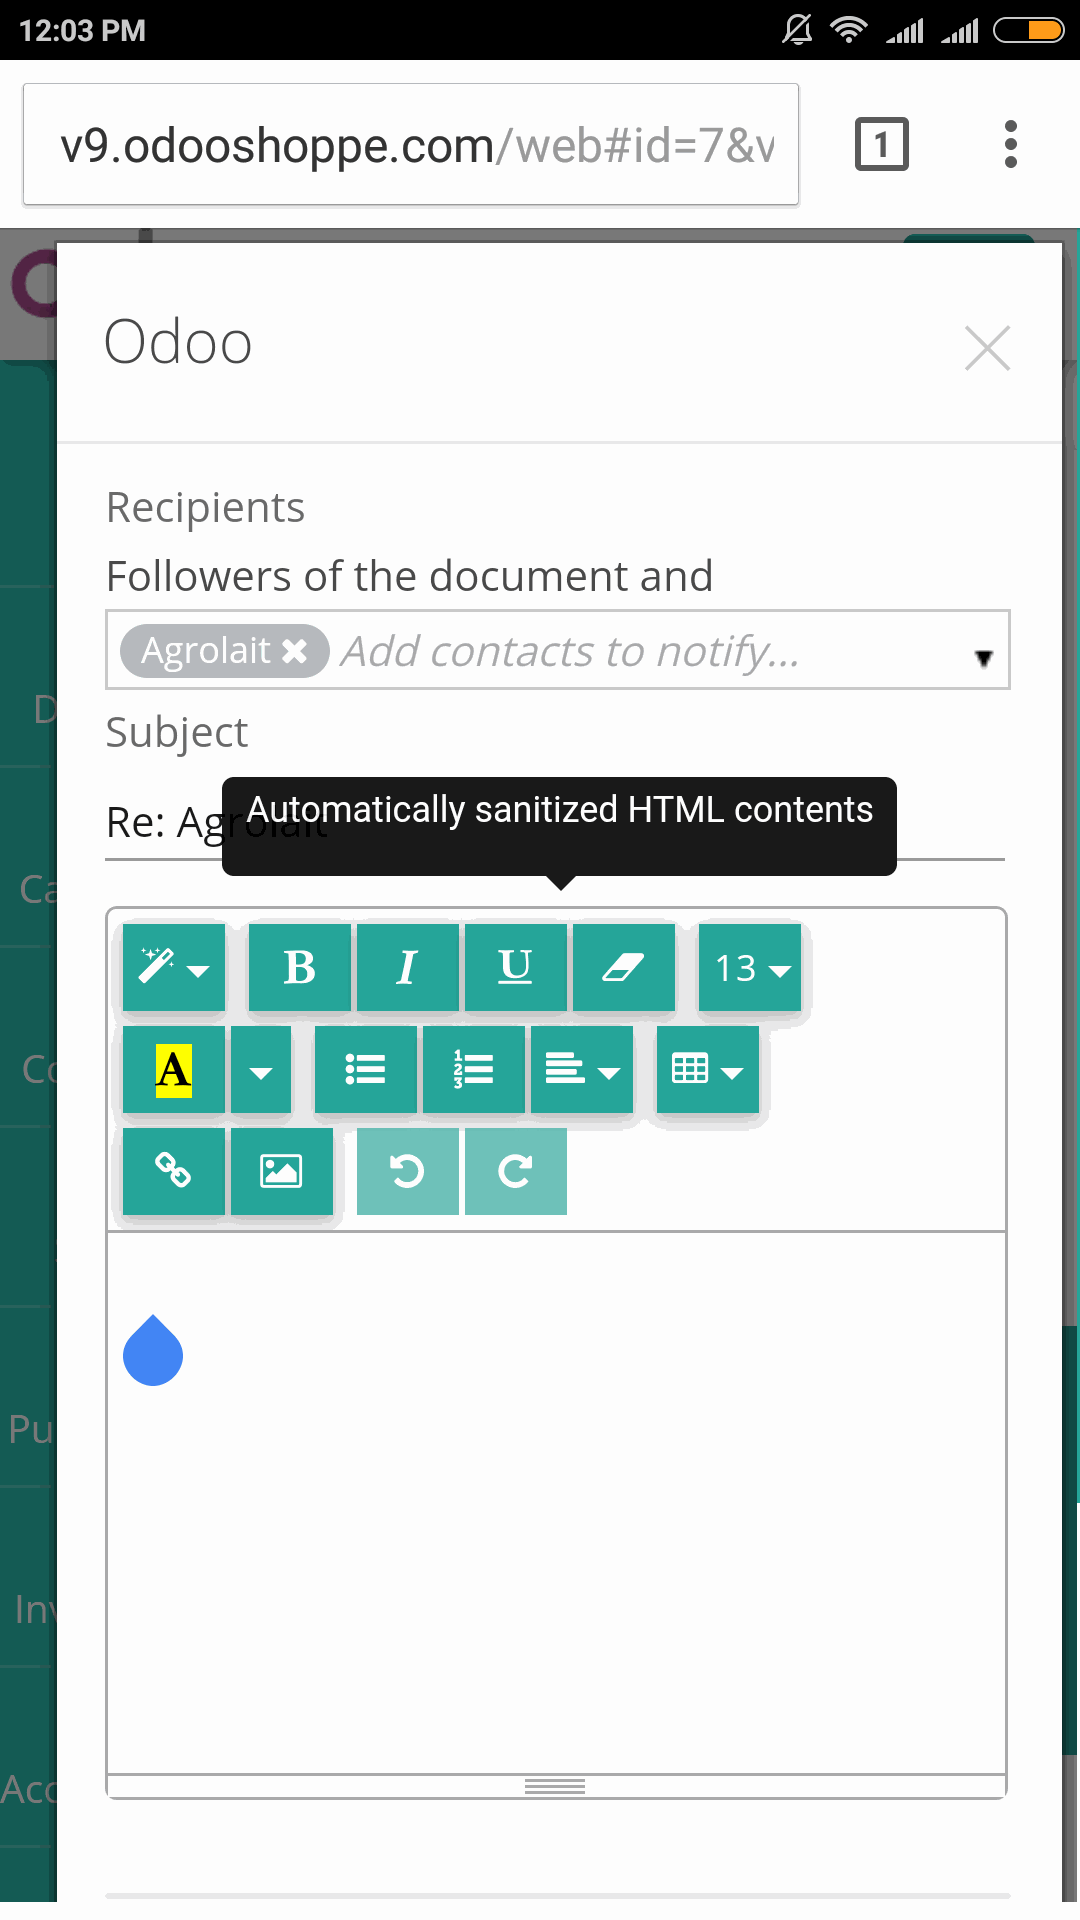 12:03 PM
v9.odooshoppe.com/web#id=7&v
1
Odoo
Recipients
Followers of the document and
Agrolait Add contacts to notify...
Subject
Re: Agrolait
Automatically sanitized HTML contents
B I U 13
A
D
Ca
Co
Pu
Inv
Acc